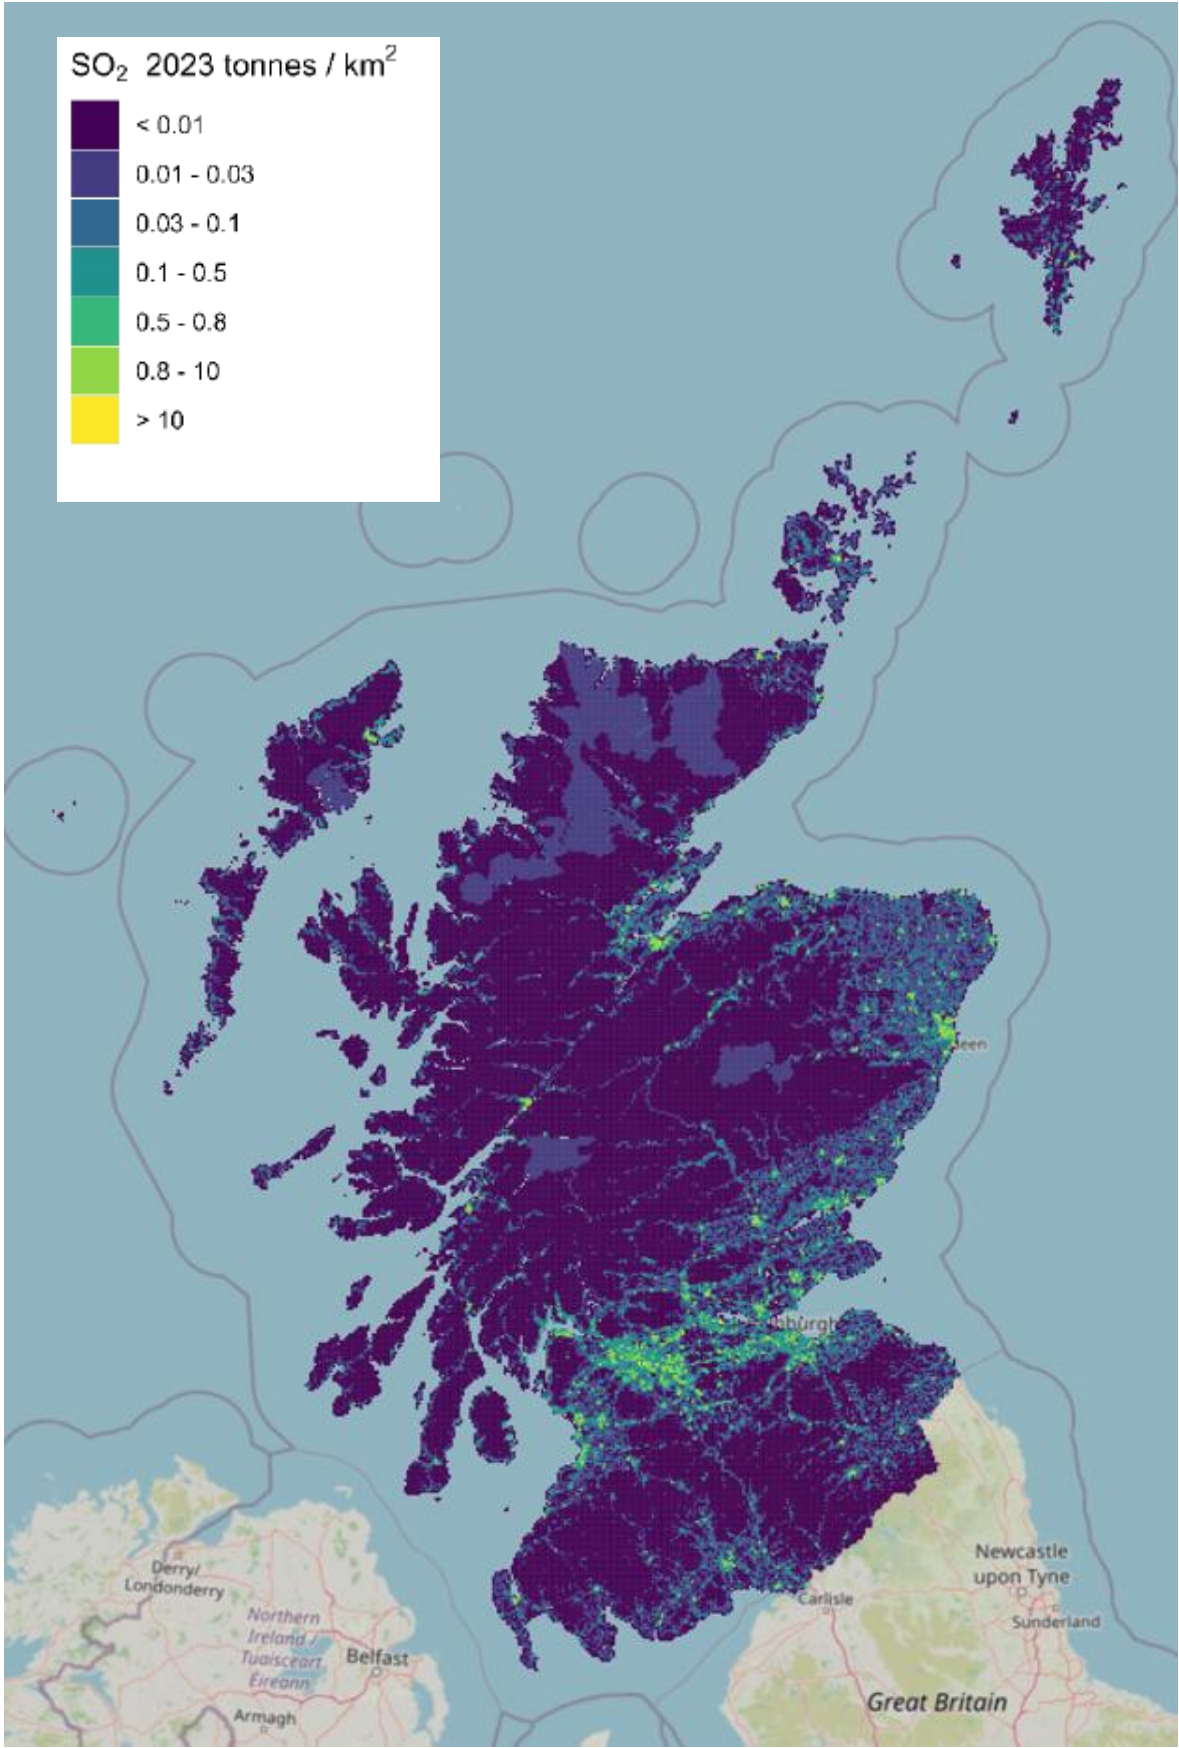 SO₂ 2023 tonnes / km²
< 0.01
0.01 - 0.03
0.03 - 0.1
0.1 - 0.5
0.5 - 0.8
0.8 - 10
> 10
deen
nburgh
Derry/
Londonderry
Northern
Ireland /
Tuaisceart
Éireann
Belfast
Armagh
Newcastle
upon Tyne
Sunderland
Carlisle
Great Britain